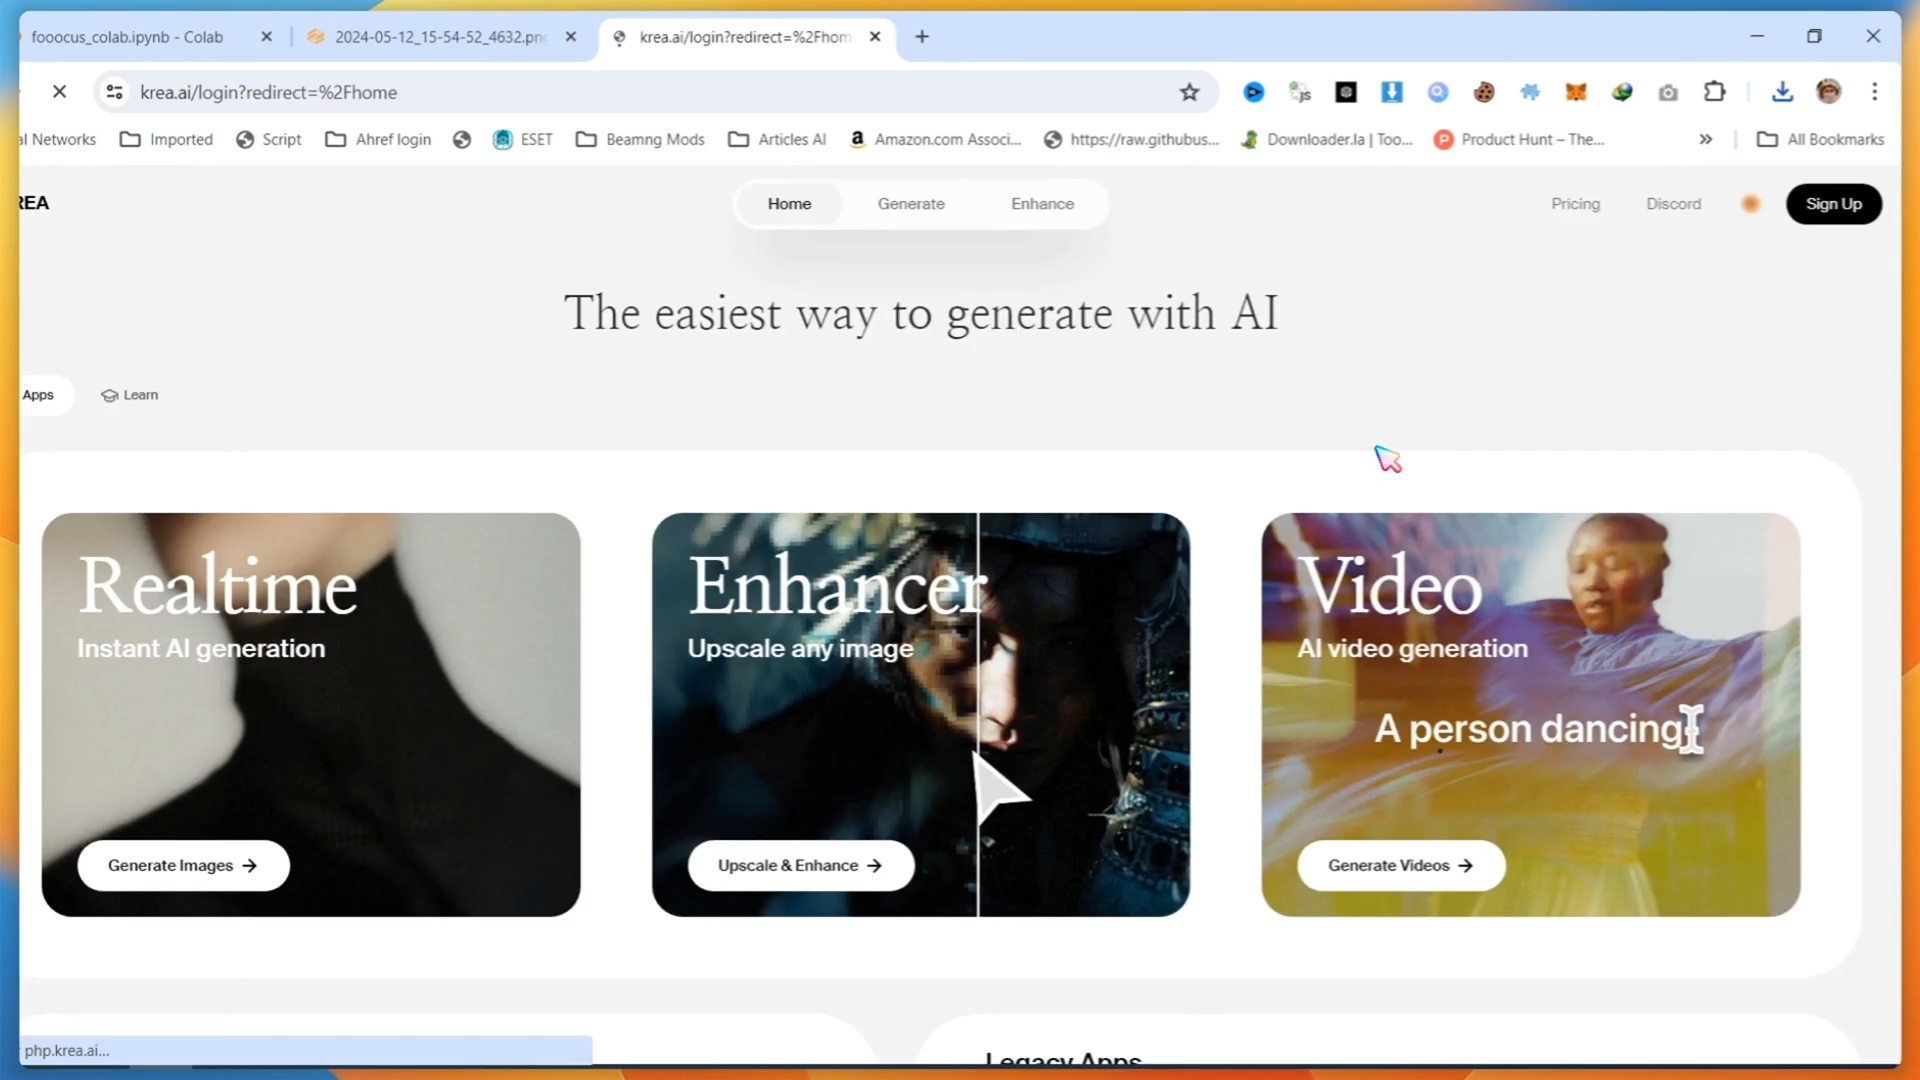 fooocus_colab.ipynb - Colab
2024-05-12_15-54-52_4632.png
krea.ai/login?redirect=%2Fhom
krea.ai/login?redirect=%2Fhome
al Networks
Imported
Script
Ahref login
ESET
Beamng Mods
Articles AI
Amazon.com Associ...
https://raw.githubus...
Downloader.la | Too...
Product Hunt – The...
All Bookmarks
REA
Home
Generate
Enhance
Pricing
Discord
Sign Up
The easiest way to generate with AI
Apps
Learn
Realtime
Instant AI generation
Generate Images →
Enhancer
Upscale any image
Upscale & Enhance →
Video
AI video generation
A person dancing
Generate Videos →
php.krea.ai...
Legacy Apps